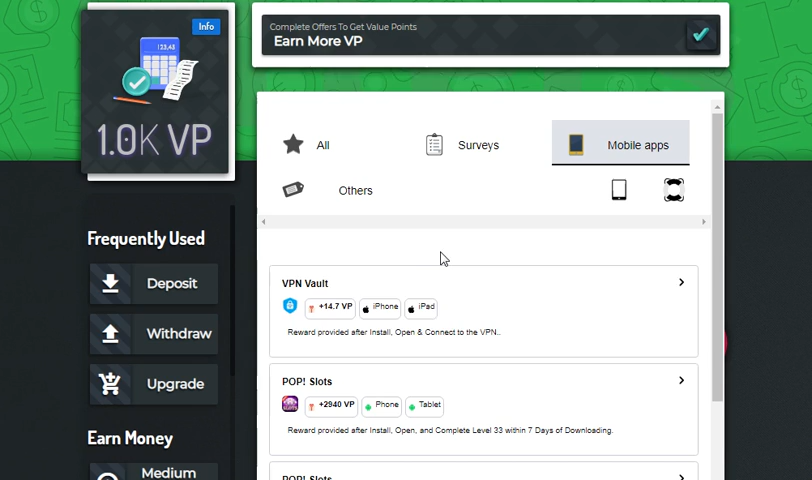 Info
123,45
1.0K VP
Complete Offers To Get Value Points
Earn More VP
All
Surveys
Mobile apps
Others
Frequently Used
Deposit
Withdraw
Upgrade
Earn Money
Medium
VPN Vault
+14.7 VP
iPhone
iPad
Reward provided after Install, Open & Connect to the VPN..
POP! Slots
+2940 VP
Phone
Tablet
Reward provided after Install, Open, and Complete Level 33 within 7 Days of Downloading.
POP! Slots